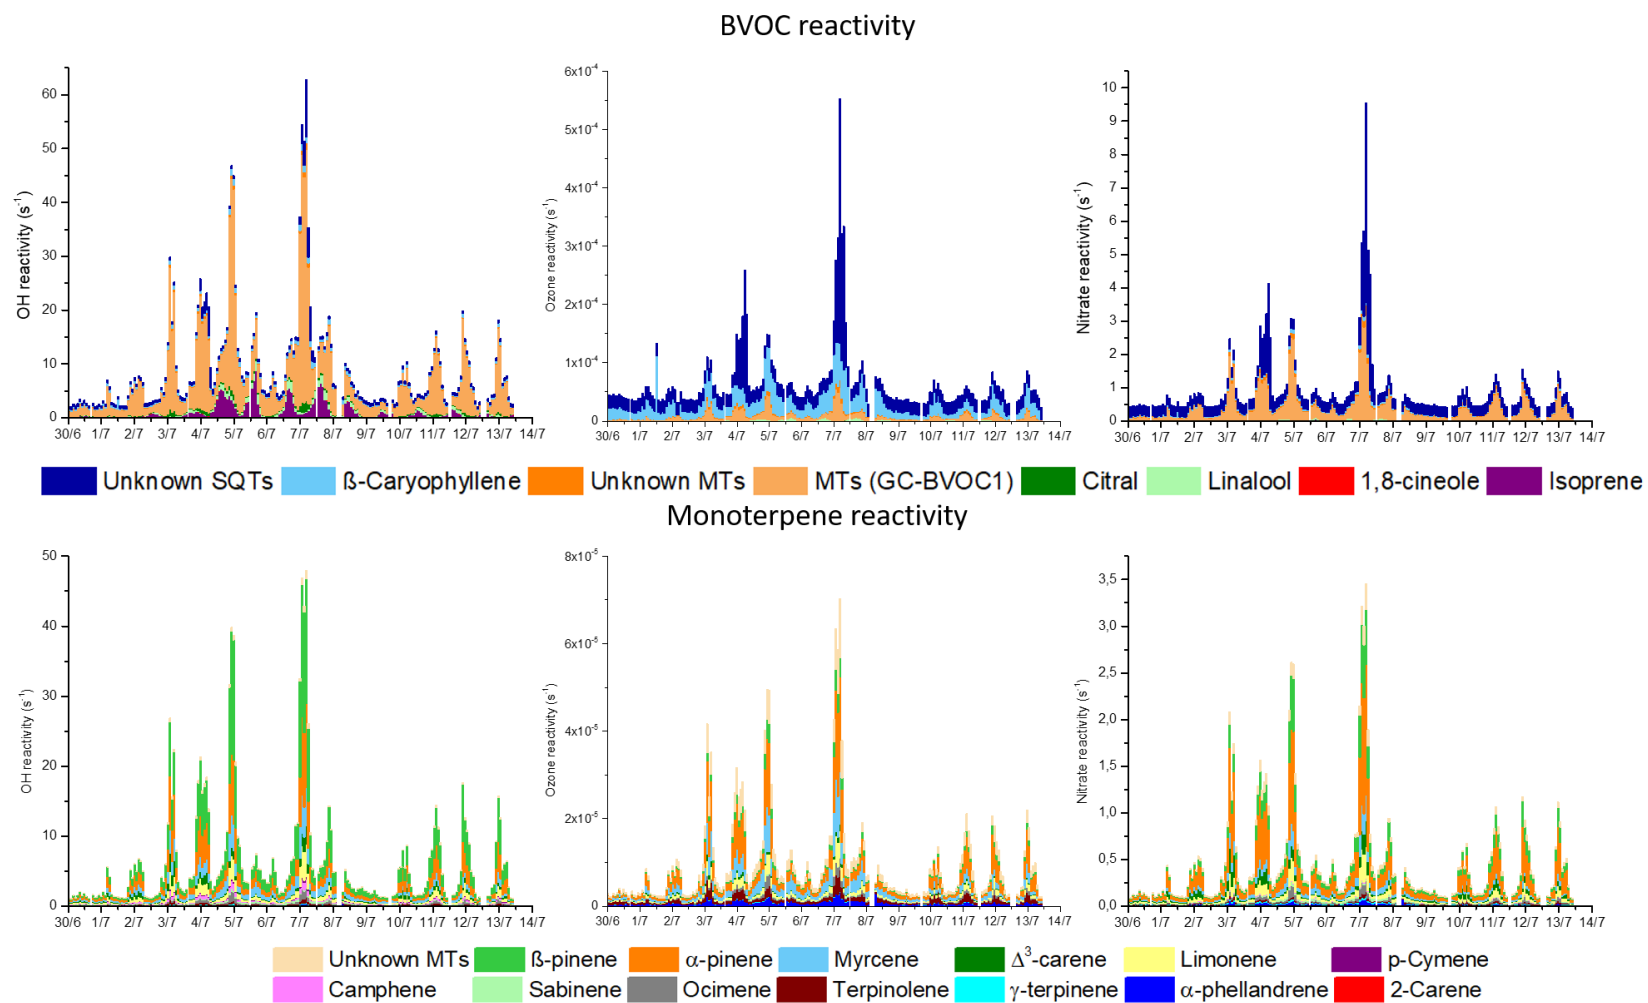 BVOC reactivity
OH reactivity (s⁻¹)
60
50
40
30
20
10
0
30/6 1/7 2/7 3/7 4/7 5/7 6/7 7/7 8/7 9/7 10/7 11/7 12/7 13/7 14/7
Ozone reactivity (s⁻¹)
6x10⁻⁴
5x10⁻⁴
4x10⁻⁴
3x10⁻⁴
2x10⁻⁴
1x10⁻⁴
0
30/6 1/7 2/7 3/7 4/7 5/7 6/7 7/7 8/7 9/7 10/7 11/7 12/7 13/7 14/7
Nitrate reactivity (s⁻¹)
10
9
8
7
6
5
4
3
2
1
0
30/6 1/7 2/7 3/7 4/7 5/7 6/7 7/7 8/7 9/7 10/7 11/7 12/7 13/7 14/7
Unknown SQTs ß-Caryophyllene Unknown MTs MTs (GC-BVOC1) Citral Linalool 1,8-cineole Isoprene
Monoterpene reactivity
OH reactivity (s⁻¹)
50
40
30
20
10
0
30/6 1/7 2/7 3/7 4/7 5/7 6/7 7/7 8/7 9/7 10/7 11/7 12/7 13/7 14/7
Ozone reactivity (s⁻¹)
8x10⁻⁵
6x10⁻⁵
4x10⁻⁵
2x10⁻⁵
0
30/6 1/7 2/7 3/7 4/7 5/7 6/7 7/7 8/7 9/7 10/7 11/7 12/7 13/7 14/7
Nitrate reactivity (s⁻¹)
3,5
3,0
2,5
2,0
1,5
1,0
0,5
0,0
30/6 1/7 2/7 3/7 4/7 5/7 6/7 7/7 8/7 9/7 10/7 11/7 12/7 13/7 14/7
Unknown MTs ß-pinene α-pinene Myrcene Δ³-carene Limonene p-Cymene
Camphene Sabinene Ocimene Terpinolene γ-terpinene α-phellandrene 2-Carene